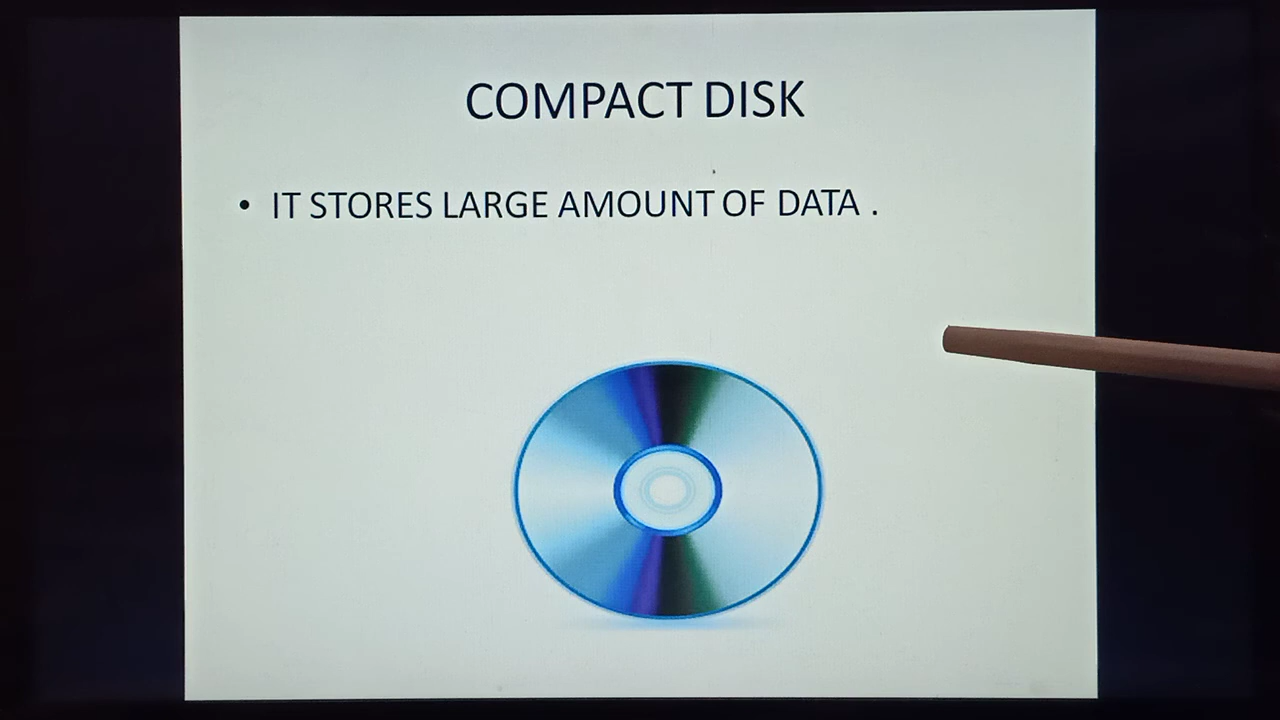 COMPACT DISK
• IT STORES LARGE AMOUNT OF DATA .